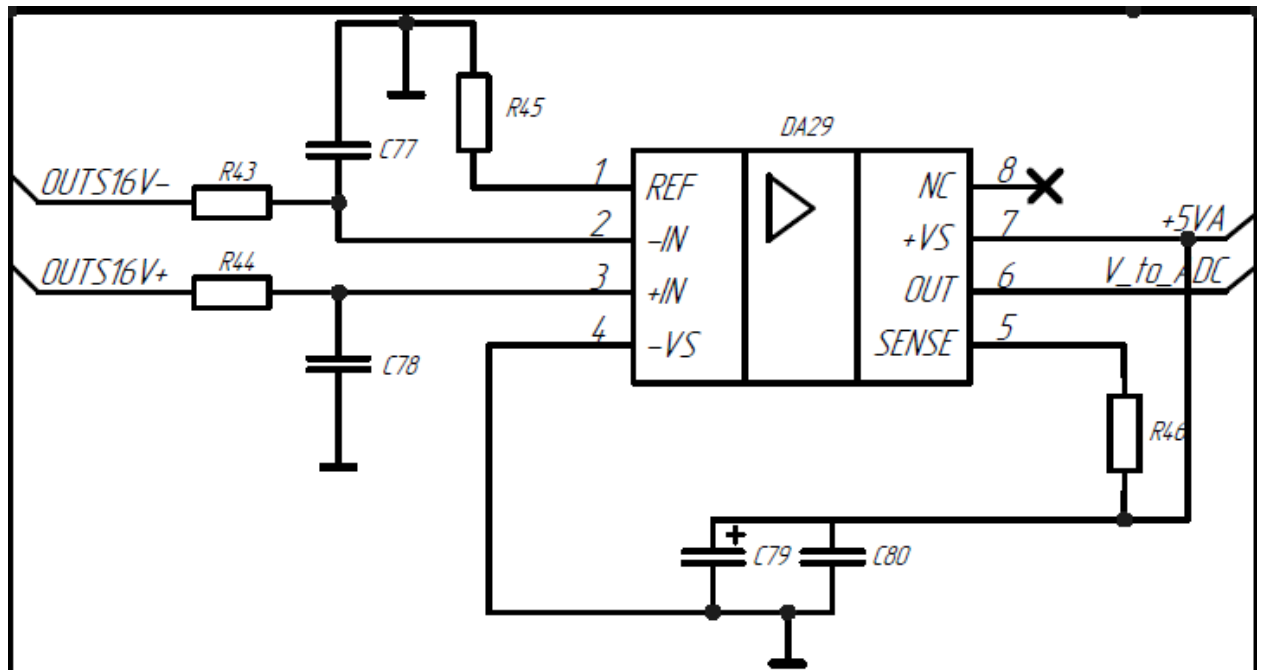 R45
DA29
C77
OUTS16V-
R43
1
REF
NC
8
2
-IN
+VS
7
+5VA
OUTS16V+
R44
3
+IN
OUT
6
V_to_ADC
4
-VS
SENSE
5
C78
R46
+
C79
C80